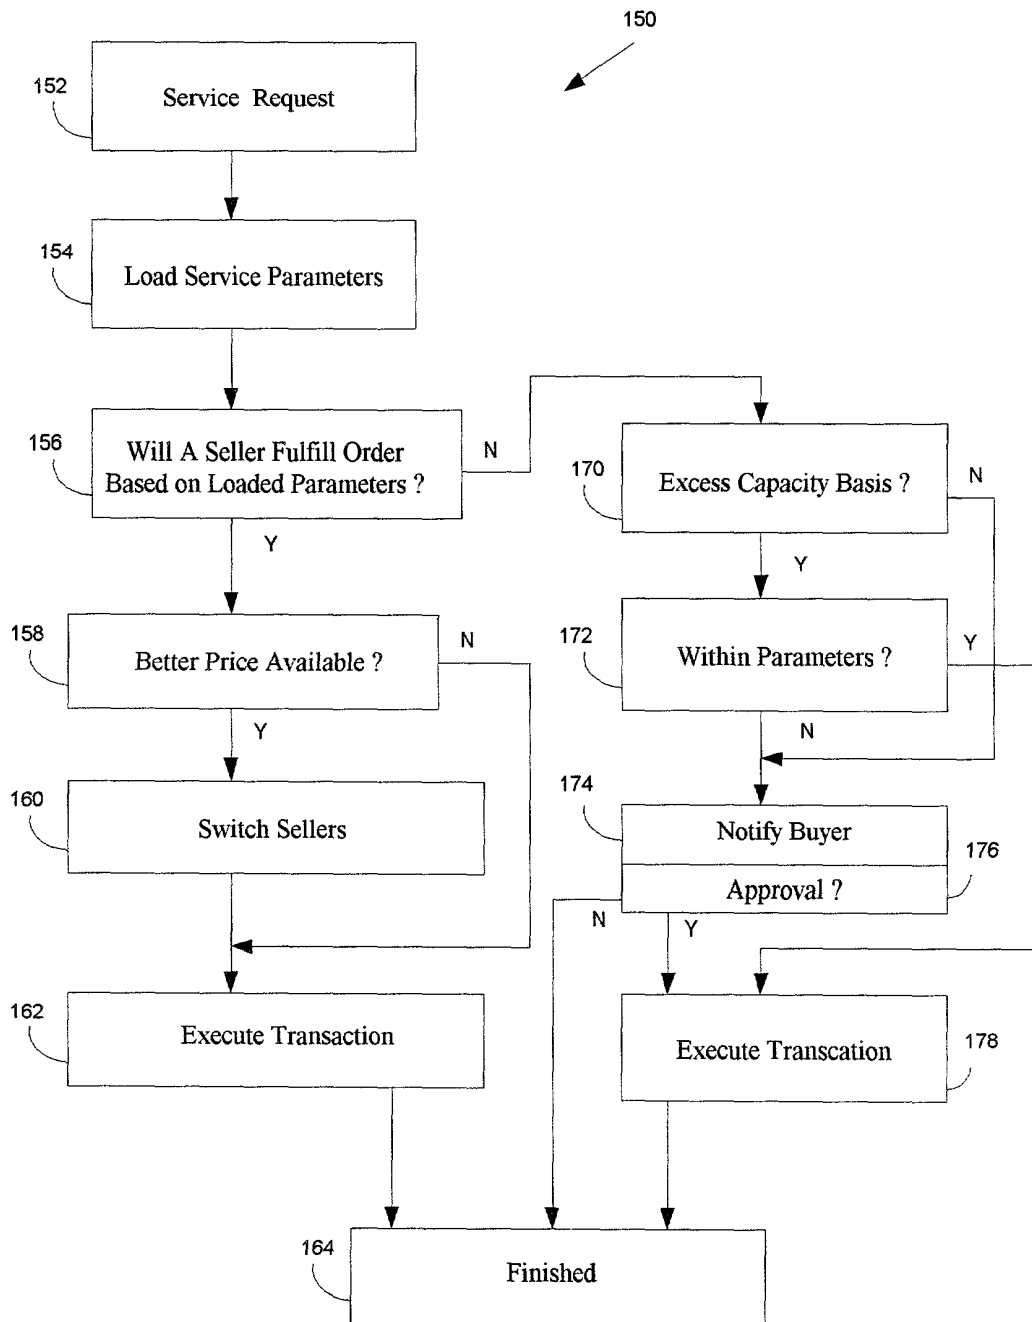 150
152
Service Request
154
Load Service Parameters
156
Will A Seller Fulfill Order
Based on Loaded Parameters ?
N
Y
170
Excess Capacity Basis ?
N
Y
158
Better Price Available ?
N
Y
172
Within Parameters ?
Y
N
160
Switch Sellers
174
Notify Buyer
176
Approval ?
N
Y
162
Execute Transaction
Execute Transcation
178
164
Finished